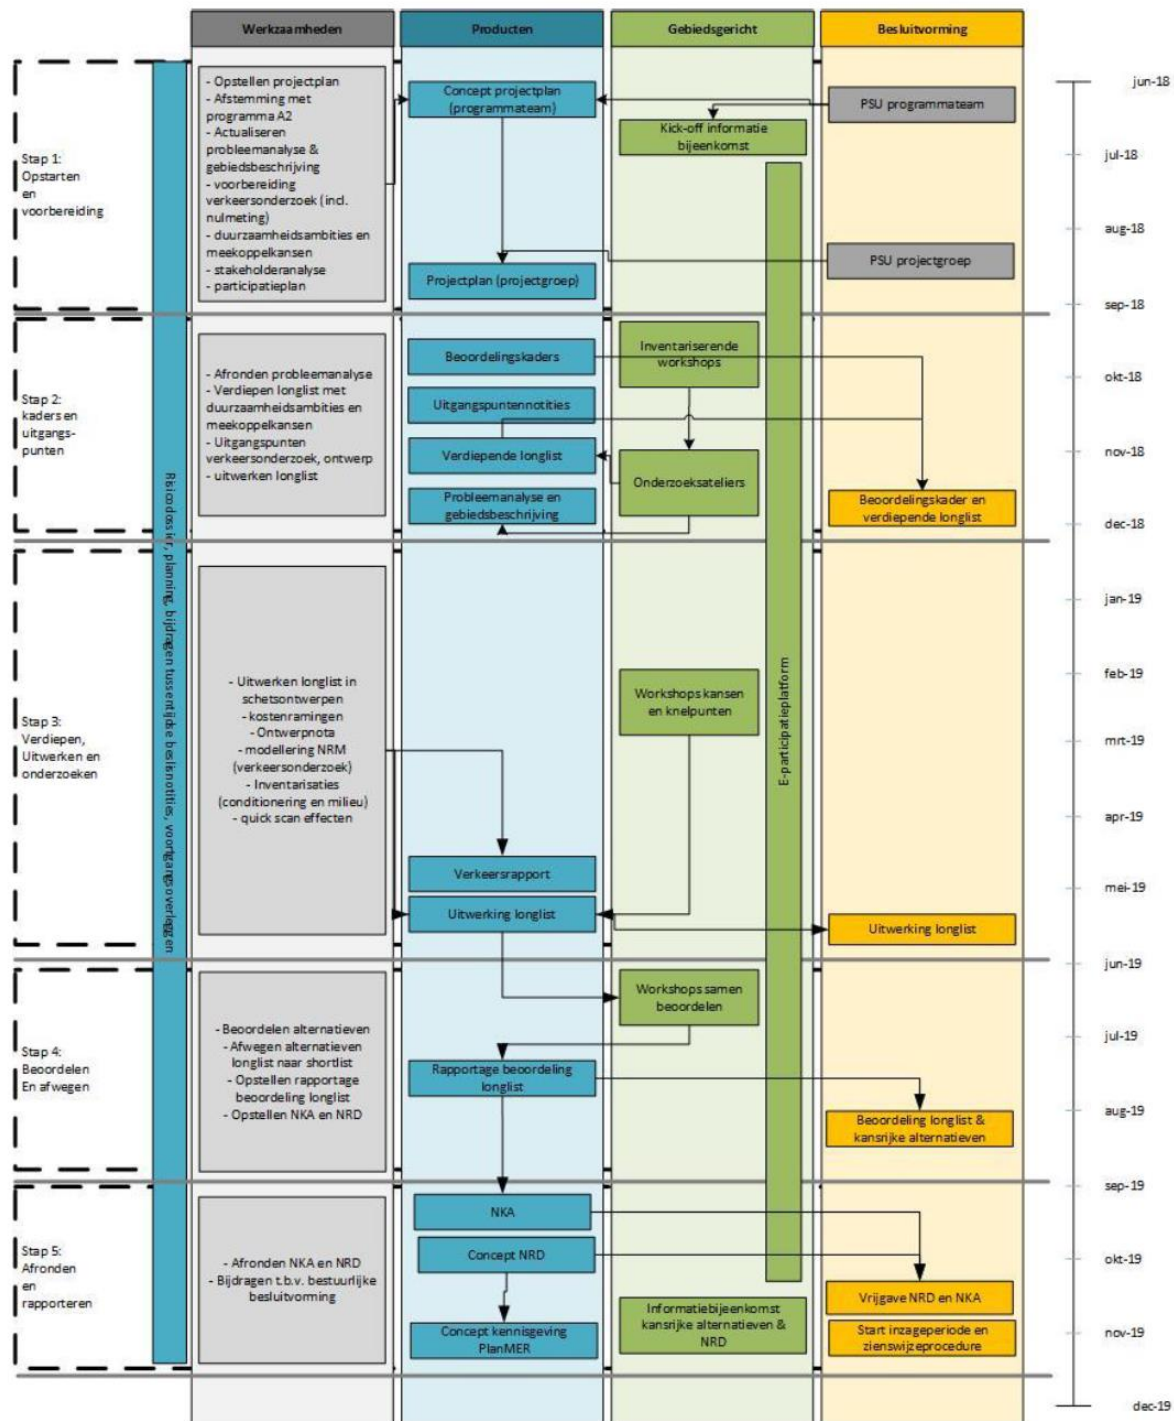 Werkzaamheden
Producten
Gebiedsgericht
Besluitvorming
Stap 1:
Opstarten
en
voorbereiding
- Opstellen projectplan
- Afstemming met
programma A2
- Actualiseren
probleemanalyse &
gebiedsbeschrijving
- voorbereiding
verkeersonderzoek (incl.
nulmeting)
- duurzaamheidsambities en
meekoppelkansen
- stakeholderanalyse
- participatieplan
Concept projectplan
(programmateam)
Projectplan (projectgroep)
Kick-off informatie
bijeenkomst
PSU programmateam
PSU projectgroep
Risicodossier, planning, bijdragen tussentijdse beslisnotities, voortgangsoverleggen
E-participatieplatform
Stap 2:
kaders en
uitgangs-
punten
- Afronden probleemanalyse
- Verdiepen longlist met
duurzaamheidsambities en
meekoppelkansen
- Uitgangspunten
verkeersonderzoek, ontwerp
- uitwerken longlist
Beoordelingskaders
Uitgangspuntennotities
Verdiepende longlist
Probleemanalyse en
gebiedsbeschrijving
Inventariserende
workshops
Onderzoeksateliers
Beoordelingskader en
verdiepende longlist
Stap 3:
Verdiepen,
Uitwerken en
onderzoeken
- Uitwerken longlist in
schetsontwerpen
- kostenramingen
- Ontwerpnota
- modellering NRM
(verkeersonderzoek)
- Inventarisaties
(conditionering en milieu)
- quick scan effecten
Verkeersrapport
Uitwerking longlist
Workshops kansen
en knelpunten
Uitwerking longlist
Stap 4:
Beoordelen
En afwegen
- Beoordelen alternatieven
- Afwegen alternatieven
longlist naar shortlist
- Opstellen rapportage
beoordeling longlist
- Opstellen NKA en NRD
Rapportage beoordeling
longlist
Workshops samen
beoordelen
Beoordeling longlist &
kansrijke alternatieven
Stap 5:
Afronden
en
rapporteren
- Afronden NKA en NRD
- Bijdragen t.b.v. bestuurlijke
besluitvorming
NKA
Concept NRD
Concept kennisgeving
PlanMER
Informatiebijeenkomst
kansrijke alternatieven &
NRD
Vrijgave NRD en NKA
Start inzageperiode en
zienswijzeprocedure
jun-18
jul-18
aug-18
sep-18
okt-18
nov-18
dec-18
jan-19
feb-19
mrt-19
apr-19
mei-19
jun-19
jul-19
aug-19
sep-19
okt-19
nov-19
dec-19